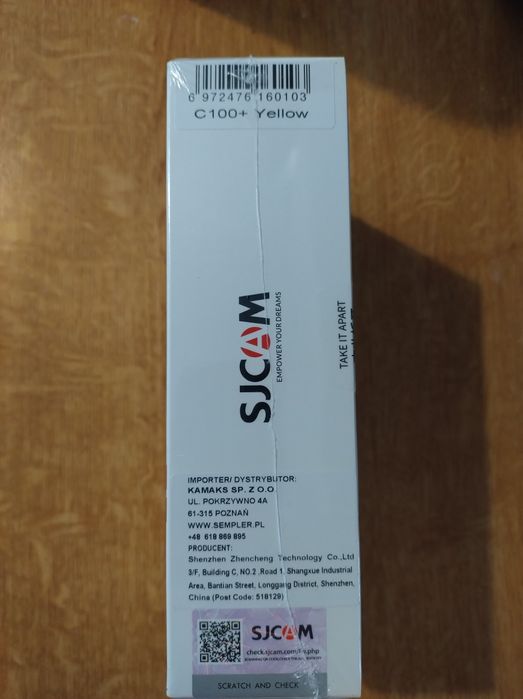 6 972476 160103
C100+ Yellow
SJCAM
EMPOWER YOUR DREAMS
TAKE IT APART
IMPORTER/ DYSTRYBUTOR:
KAMAKS SP. Z O.O.
UL. POKRZYWNO 4A
61-315 POZNAŃ
WWW.SEMPLER.PL
+48 618 869 895
PRODUCENT:
Shenzhen Zhencheng Technology Co.,Ltd
3/F, Building C, NO.2 ,Road 1 Shangxue Industrial
Area, Bantian Street, Longgang District, Shenzhen,
China (Post Code: 518129)
SJCAM
SCRATCH AND CHECK